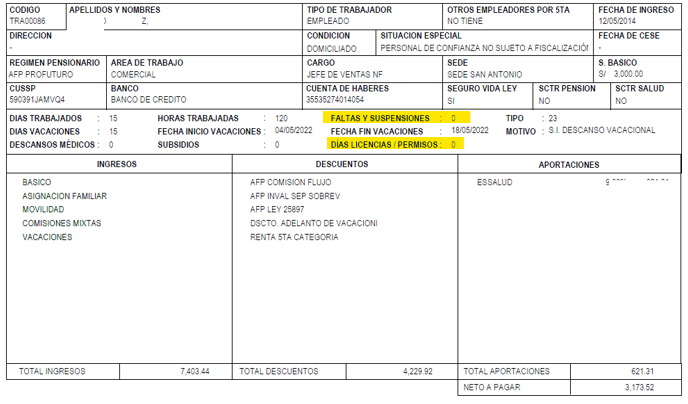 CODIGO APELLIDOS Y NOMBRES TIPO DE TRABAJADOR OTROS EMPLEADORES POR 5TA FECHA DE INGRESO
TRA00086 Z, EMPLEADO NO TIENE 12/05/2014
DIRECCION CONDICION SITUACION ESPECIAL FECHA DE CESE
- DOMICILIADO PERSONAL DE CONFIANZA NO SUJETO A FISCALIZACIÓN -
REGIMEN PENSIONARIO AREA DE TRABAJO CARGO SEDE S. BASICO
AFP PROFUTURO COMERCIAL JEFE DE VENTAS NF SEDE SAN ANTONIO S/ 3,000.00
CUSSP BANCO CUENTA DE HABERES SEGURO VIDA LEY SCTR PENSION SCTR SALUD
590391JAMVQ4 BANCO DE CREDITO 35535274014054 SI NO NO
DIAS TRABAJADOS : 15 HORAS TRABAJADAS : 120 FALTAS Y SUSPENSIONES : 0 TIPO : 23
DIAS VACACIONES : 15 FECHA INICIO VACACIONES : 04/05/2022 FECHA FIN VACACIONES : 18/05/2022 MOTIVO : S.I. DESCANSO VACACIONAL
DESCANSOS MÉDICOS : 0 SUBSIDIOS : 0 DÍAS LICENCIAS / PERMISOS : 0
INGRESOS DESCUENTOS APORTACIONES
BASICO AFP COMISION FLUJO ESSALUD
ASIGNACION FAMILIAR AFP INVAL SEP SOBREV
MOVILIDAD AFP LEY 25897
COMISIONES MIXTAS DSCTO. ADELANTO DE VACACIONI
VACACIONES RENTA 5TA CATEGORIA
TOTAL INGRESOS 7,403.44 TOTAL DESCUENTOS 4,229.92 TOTAL APORTACIONES 621.31
NETO A PAGAR 3,173.52